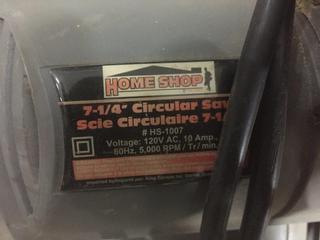 HOME SHOP
7-1/4" Circular Sa
Scie Circulaire 7-1/
# HS-1007
Voltage: 120V AC, 10 Amp.,
60Hz, 5,000 RPM / Tr / min.